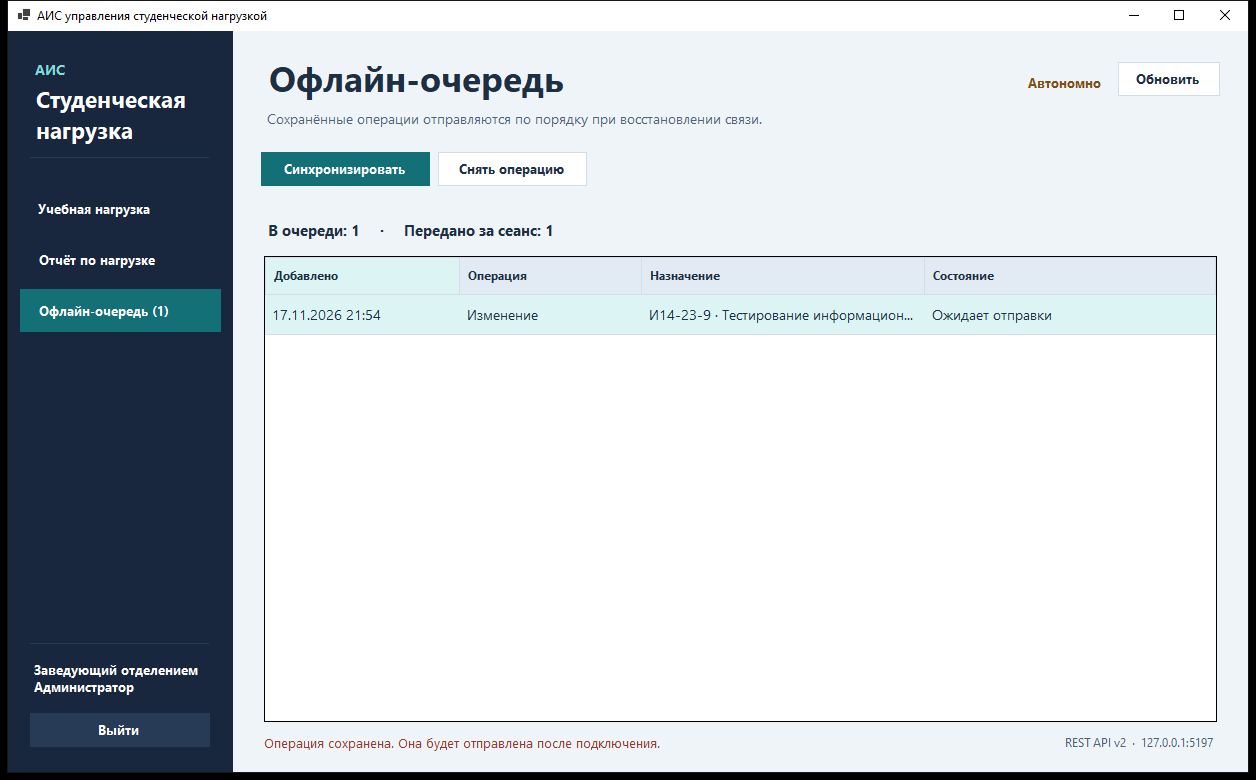 АИС управления студенческой нагрузкой
АИС
Студенческая
нагрузка
Учебная нагрузка
Отчёт по нагрузке
Офлайн-очередь (1)
Заведующий отделением
Администратор
Выйти
Офлайн-очередь
Автономно
Обновить
Сохранённые операции отправляются по порядку при восстановлении связи.
Синхронизировать
Снять операцию
В очереди: 1 · Передано за сеанс: 1
Добавлено Операция Назначение Состояние
17.11.2026 21:54 Изменение И14-23-9 · Тестирование информацион... Ожидает отправки
Операция сохранена. Она будет отправлена после подключения.
REST API v2 · 127.0.0.1:5197